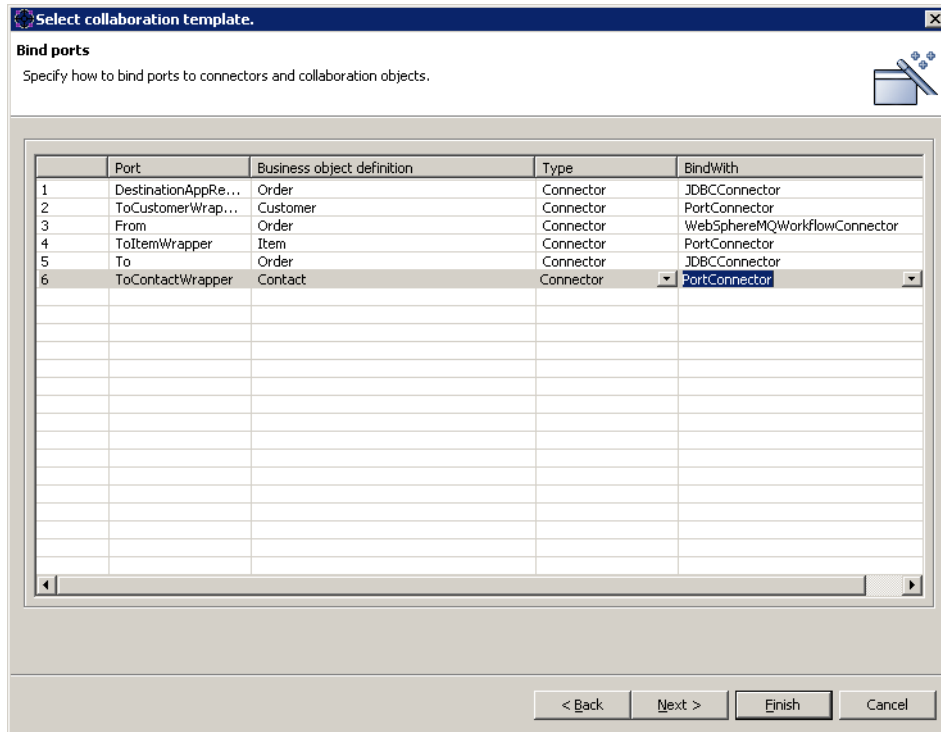 Select collaboration template.
Bind ports
Specify how to bind ports to connectors and collaboration objects.
Port Business object definition Type BindWith
1 DestinationAppRe... Order Connector JDBCConnector
2 ToCustomerWrap... Customer Connector PortConnector
3 From Order Connector WebSphereMQWorkflowConnector
4 ToItemWrapper Item Connector PortConnector
5 To Order Connector JDBCConnector
6 ToContactWrapper Contact Connector PortConnector
< Back Next > Finish Cancel